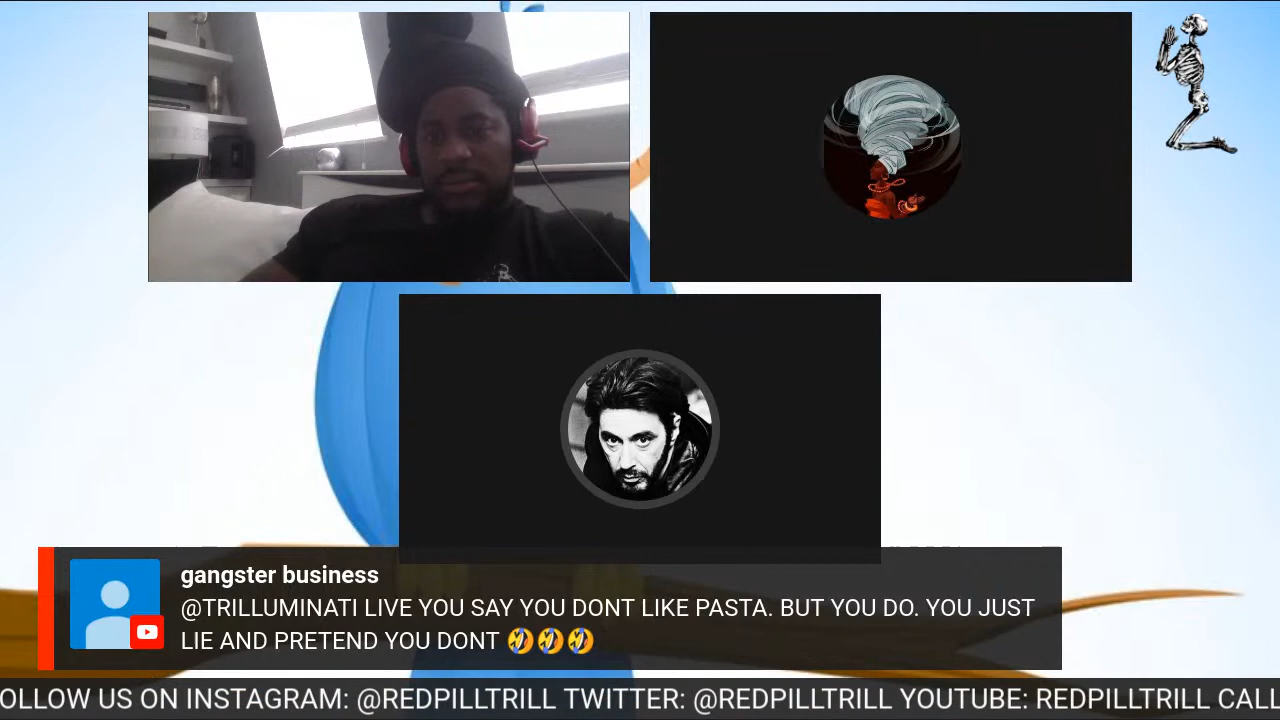 gangster business
@TRILLUMINATI LIVE YOU SAY YOU DONT LIKE PASTA. BUT YOU DO. YOU JUST
LIE AND PRETEND YOU DONT 🤣🤣🤣
OLLOW US ON INSTAGRAM: @REDPILLTRILL TWITTER: @REDPILLTRILL YOUTUBE: REDPILLTRILL CALL